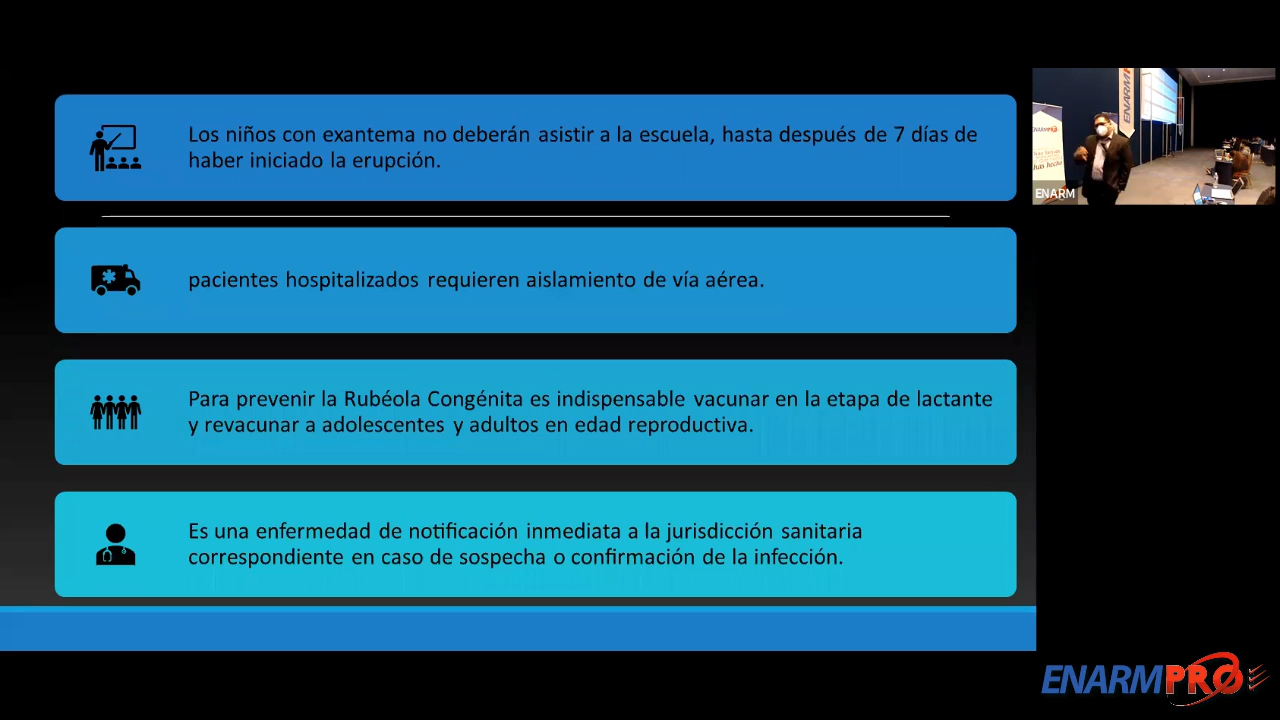 Los niños con exantema no deberán asistir a la escuela, hasta después de 7 días de
haber iniciado la erupción.
pacientes hospitalizados requieren aislamiento de vía aérea.
Para prevenir la Rubéola Congénita es indispensable vacunar en la etapa de lactante
y revacunar a adolescentes y adultos en edad reproductiva.
Es una enfermedad de notificación inmediata a la jurisdicción sanitaria
correspondiente en caso de sospecha o confirmación de la infección.
ENARM
ENARMPRO
ENARM
ENARMPRO